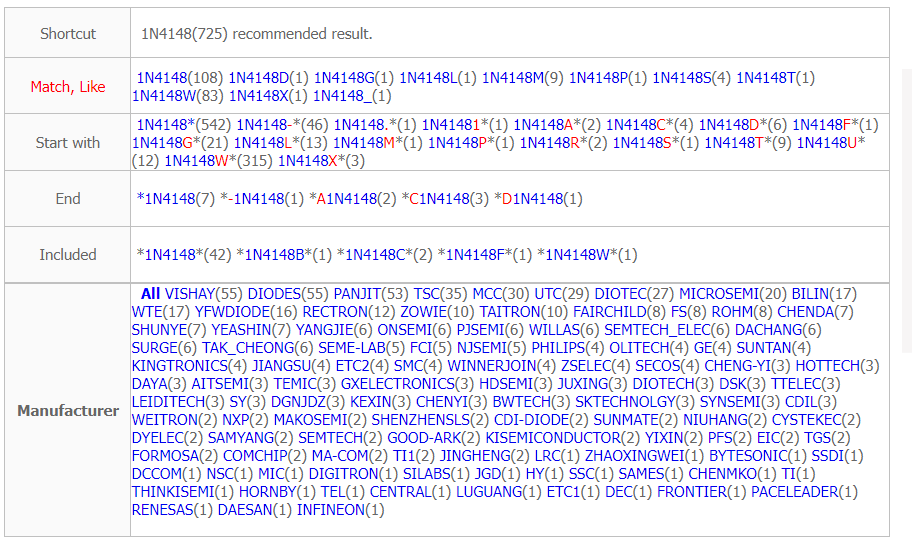 Shortcut
1N4148(725) recommended result.
Match, Like
1N4148(108) 1N4148D(1) 1N4148G(1) 1N4148L(1) 1N4148M(9) 1N4148P(1) 1N4148S(4) 1N4148T(1)
1N4148W(83) 1N4148X(1) 1N4148_(1)
Start with
1N4148*(542) 1N4148-*(46) 1N4148.*(1) 1N41481*(1) 1N4148A*(2) 1N4148C*(4) 1N4148D*(6) 1N4148F*(1)
1N4148G*(21) 1N4148L*(13) 1N4148M*(1) 1N4148P*(1) 1N4148R*(2) 1N4148S*(1) 1N4148T*(9) 1N4148U*
(12) 1N4148W*(315) 1N4148X*(3)
End
*1N4148(7) *-1N4148(1) *A1N4148(2) *C1N4148(3) *D1N4148(1)
Included
*1N4148*(42) *1N4148B*(1) *1N4148C*(2) *1N4148F*(1) *1N4148W*(1)
Manufacturer
All VISHAY(55) DIODES(55) PANJIT(53) TSC(35) MCC(30) UTC(29) DIOTEC(27) MICROSEMI(20) BILIN(17)
WTE(17) YFWDIODE(16) RECTRON(12) ZOWIE(10) TAITRON(10) FAIRCHILD(8) FS(8) ROHM(8) CHENDA(7)
SHUNYE(7) YEASHIN(7) YANGJIE(6) ONSEMI(6) PJSEMI(6) WILLAS(6) SEMTECH_ELEC(6) DACHANG(6)
SURGE(6) TAK_CHEONG(6) SEME-LAB(5) FCI(5) NJSEMI(5) PHILIPS(4) OLITECH(4) GE(4) SUNTAN(4)
KINGTRONICS(4) JIANGSU(4) ETC2(4) SMC(4) WINNERJOIN(4) ZSELEC(4) SECOS(4) CHENG-YI(3) HOTTECH(3)
DAYA(3) AITSEMI(3) TEMIC(3) GXELECTRONICS(3) HDSEMI(3) JUXING(3) DIOTECH(3) DSK(3) TTELEC(3)
LEIDITECH(3) SY(3) DGNJDZ(3) KEXIN(3) CHENYI(3) BWTECH(3) SKTECHNOLGY(3) SYNSEMI(3) CDIL(3)
WEITRON(2) NXP(2) MAKOSEMI(2) SHENZHENSLS(2) CDI-DIODE(2) SUNMATE(2) NIUHANG(2) CYSTEKEC(2)
DYELEC(2) SAMYANG(2) SEMTECH(2) GOOD-ARK(2) KISEMICONDUCTOR(2) YIXIN(2) PFS(2) EIC(2) TGS(2)
FORMOSA(2) COMCHIP(2) MA-COM(2) TI1(2) JINGHENG(2) LRC(1) ZHAOXINGWEI(1) BYTESONIC(1) SSDI(1)
DCCOM(1) NSC(1) MIC(1) DIGITRON(1) SILABS(1) JGD(1) HY(1) SSC(1) SAMES(1) CHENMKO(1) TI(1)
THINKISEMI(1) HORNBY(1) TEL(1) CENTRAL(1) LUGUANG(1) ETC1(1) DEC(1) FRONTIER(1) PACELEADER(1)
RENESAS(1) DAESAN(1) INFINEON(1)